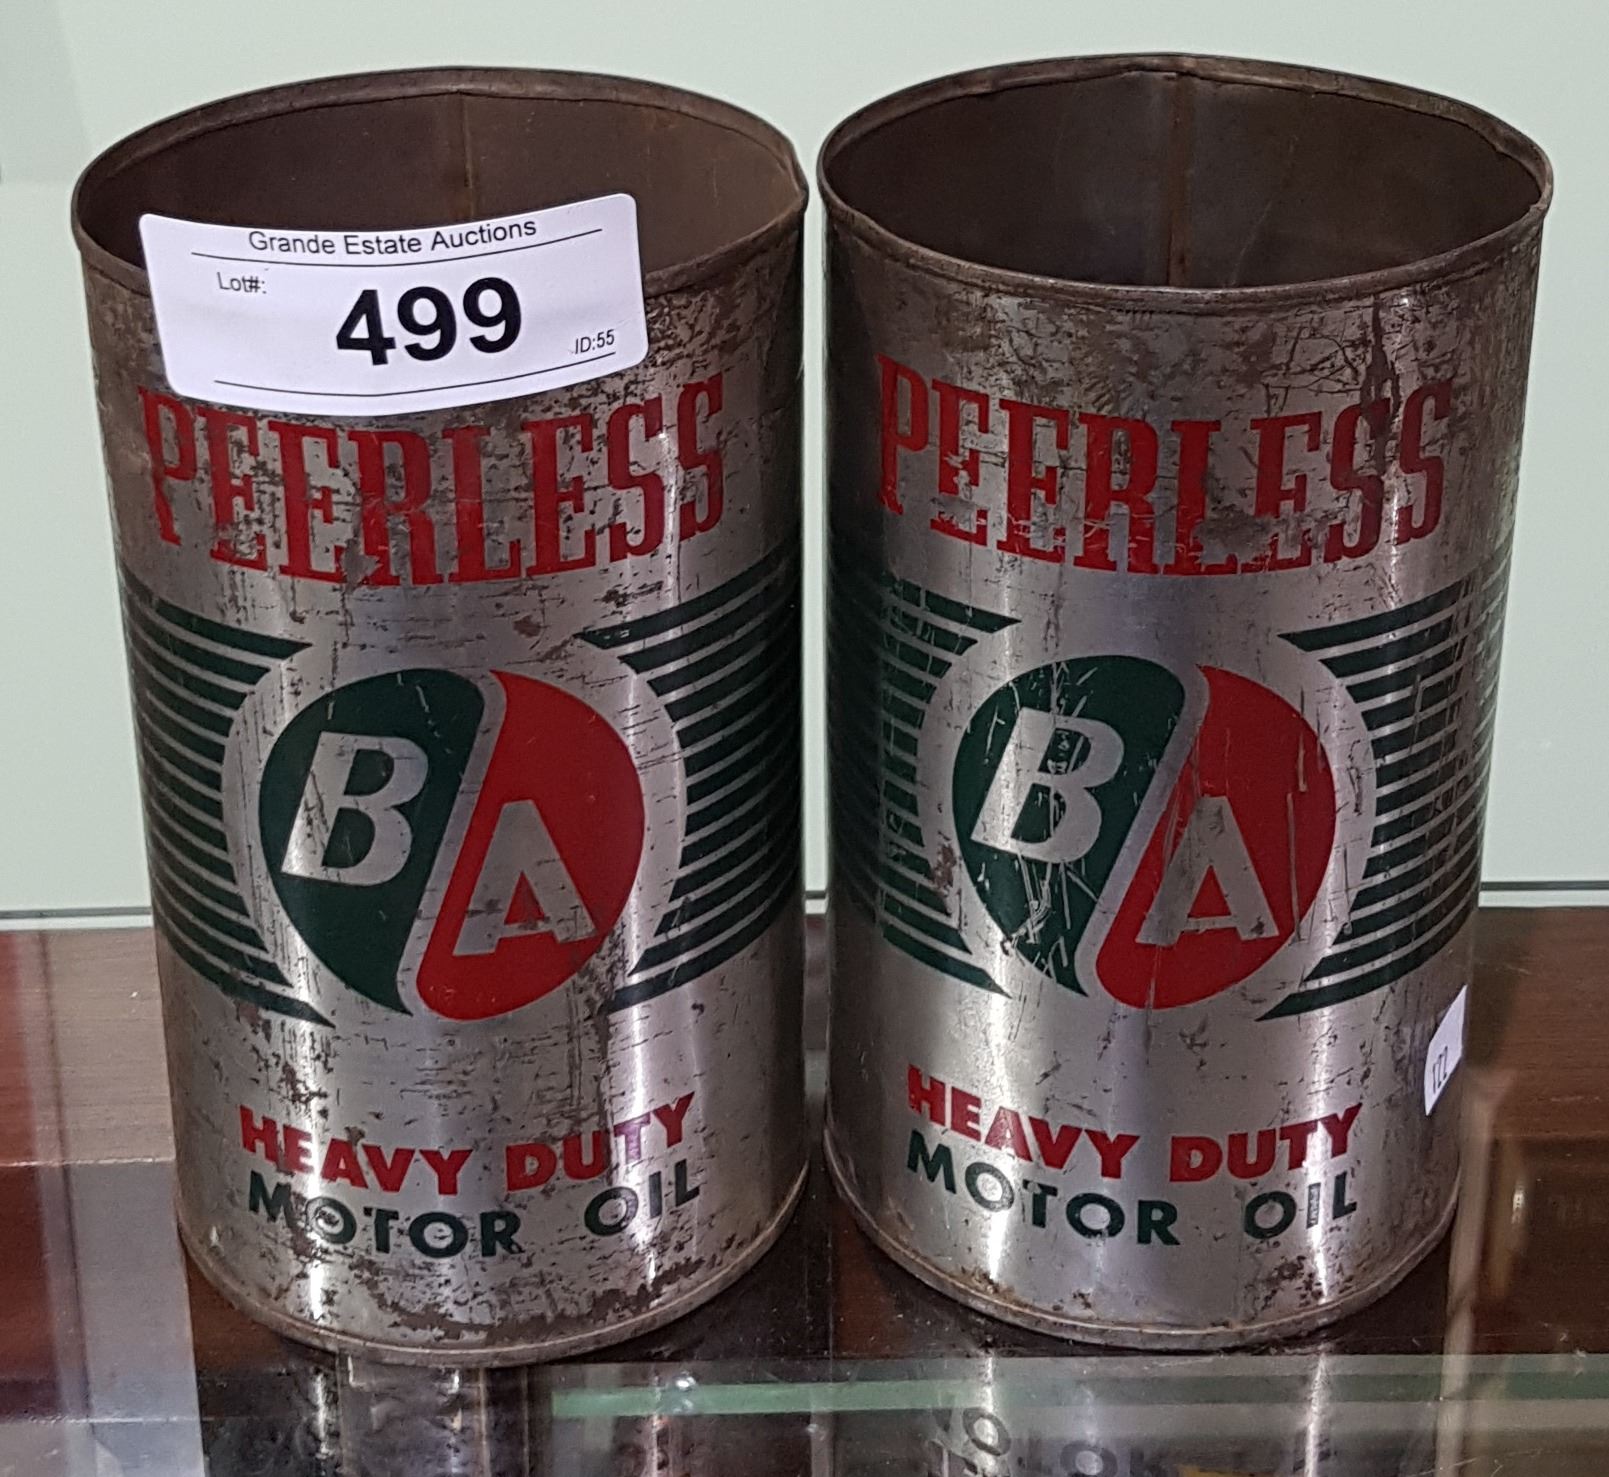 Grande Estate Auctions
Lot#:
499
ID:55
PEERLESS
BA
HEAVY DUTY
MOTOR OIL
PEERLESS
BA
HEAVY DUTY
MOTOR OIL